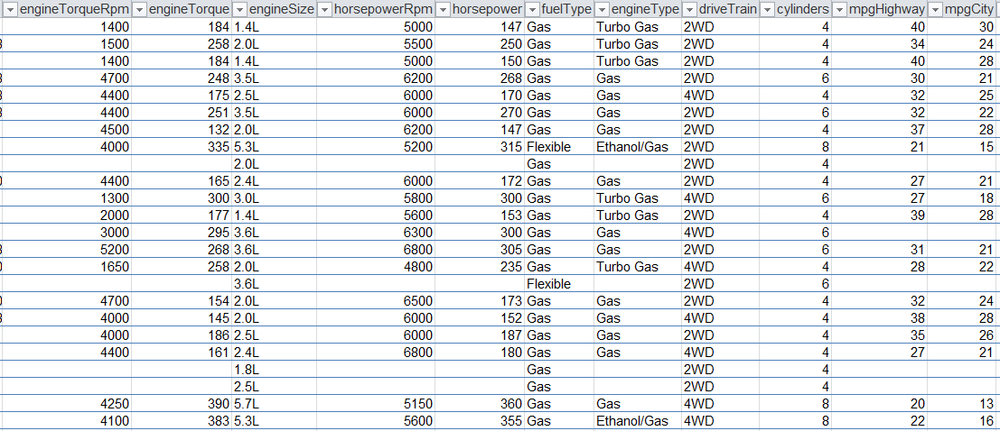 engineTorqueRpm engineTorque engineSize horsepowerRpm horsepower fuelType engineType driveTrain cylinders mpgHighway mpgCity
1400 184 1.4L 5000 147 Gas Turbo Gas 2WD 4 40 30
1500 258 2.0L 5500 250 Gas Turbo Gas 2WD 4 34 24
1400 184 1.4L 5000 150 Gas Turbo Gas 2WD 4 40 28
4700 248 3.5L 6200 268 Gas Gas 2WD 6 30 21
4400 175 2.5L 6000 170 Gas Gas 4WD 4 32 25
4400 251 3.5L 6000 270 Gas Gas 2WD 6 32 22
4500 132 2.0L 6200 147 Gas Gas 2WD 4 37 28
4000 335 5.3L 5200 315 Flexible Ethanol/Gas 2WD 8 21 15
2.0L Gas 2WD 4
4400 165 2.4L 6000 172 Gas Gas 2WD 4 27 21
1300 300 3.0L 5800 300 Gas Turbo Gas 4WD 6 27 18
2000 177 1.4L 5600 153 Gas Turbo Gas 2WD 4 39 28
3000 295 3.6L 6300 300 Gas Gas 4WD 6
5200 268 3.6L 6800 305 Gas Gas 2WD 6 31 21
1650 258 2.0L 4800 235 Gas Turbo Gas 4WD 4 28 22
3.6L Flexible 2WD 6
4700 154 2.0L 6500 173 Gas Gas 2WD 4 32 24
4000 145 2.0L 6000 152 Gas Gas 4WD 4 38 28
4000 186 2.5L 6000 187 Gas Gas 2WD 4 35 26
4400 161 2.4L 6800 180 Gas Gas 4WD 4 27 21
1.8L Gas 2WD 4
2.5L Gas 2WD 4
4250 390 5.7L 5150 360 Gas Gas 4WD 8 20 13
4100 383 5.3L 5600 355 Gas Ethanol/Gas 4WD 8 22 16